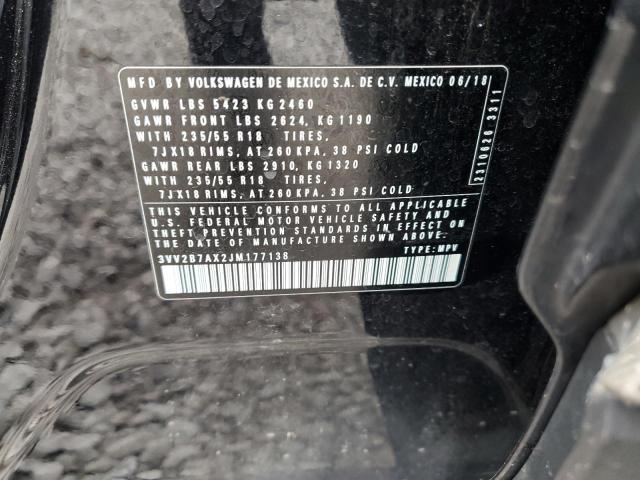 MFD BY VOLKSWAGEN DE MEXICO S.A. DE C.V. MEXICO 06/18
GVWR LBS 5423 KG 2460
GAWR FRONT LBS 2624, KG 1190
WITH 235/55 R18 TIRES,
7JX18 RIMS, AT 260 KPA, 38 PSI COLD
GAWR REAR LBS 2910, KG 1320
WITH 235/55 R18 TIRES,
7JX18 RIMS, AT 260 KPA, 38 PSI COLD
THIS VEHICLE CONFORMS TO ALL APPLICABLE
U.S. FEDERAL MOTOR VEHICLE SAFETY AND
THEFT PREVENTION STANDARDS IN EFFECT ON
THE DATE OF MANUFACTURE SHOWN ABOVE.
3VV2B7AX2JM177138 TYPE: MPV
2310626 3311